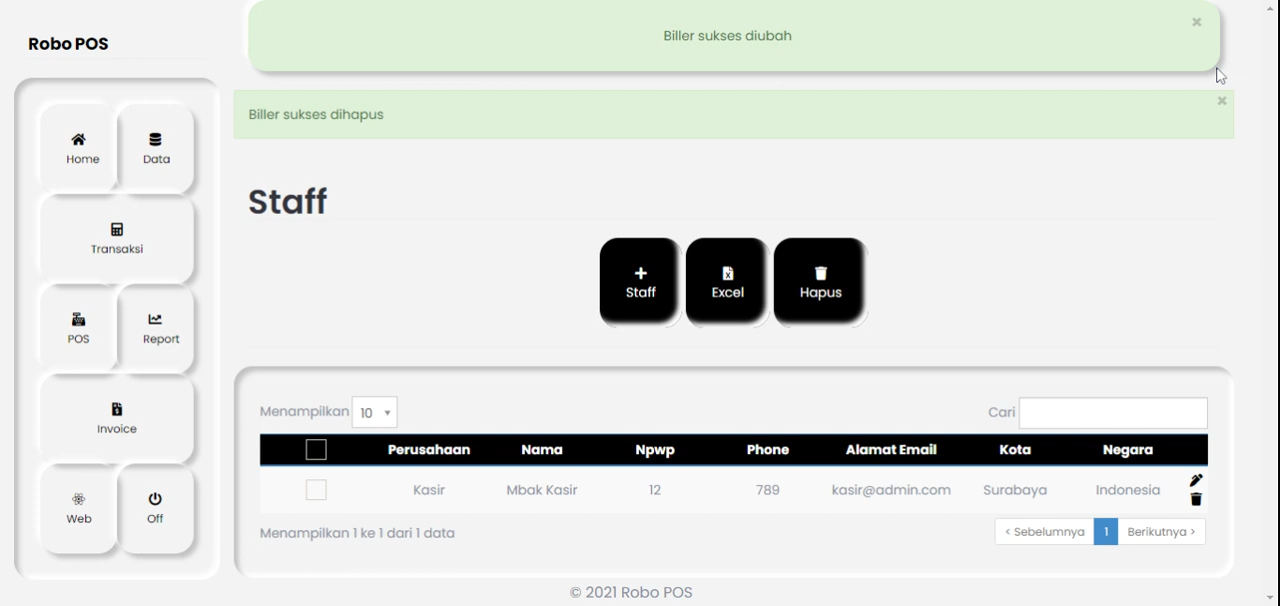 Robo POS
Biller sukses diubah
×
Biller sukses dihapus
×
Home
Data
Transaksi
POS
Report
Invoice
Web
Off
Staff
Staff
Excel
Hapus
Menampilkan 10
Cari
Perusahaan Nama Npwp Phone Alamat Email Kota Negara
Kasir Mbak Kasir 12 789 kasir@admin.com Surabaya Indonesia
Menampilkan 1 ke 1 dari 1 data
< Sebelumnya 1 Berikutnya >
© 2021 Robo POS